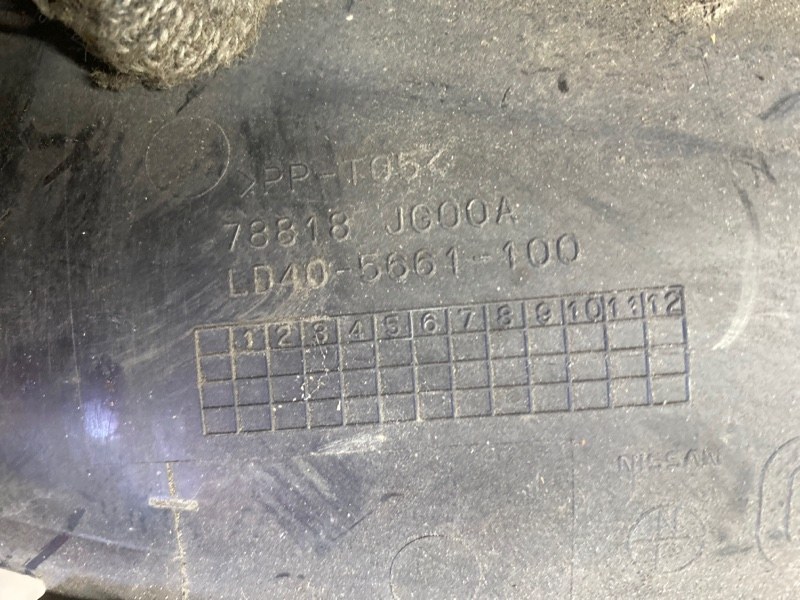 >PP-T05<
78818 JG00A
LD40-5661-100
1 2 3 4 5 6 7 8 9 10 11 12
NISSAN